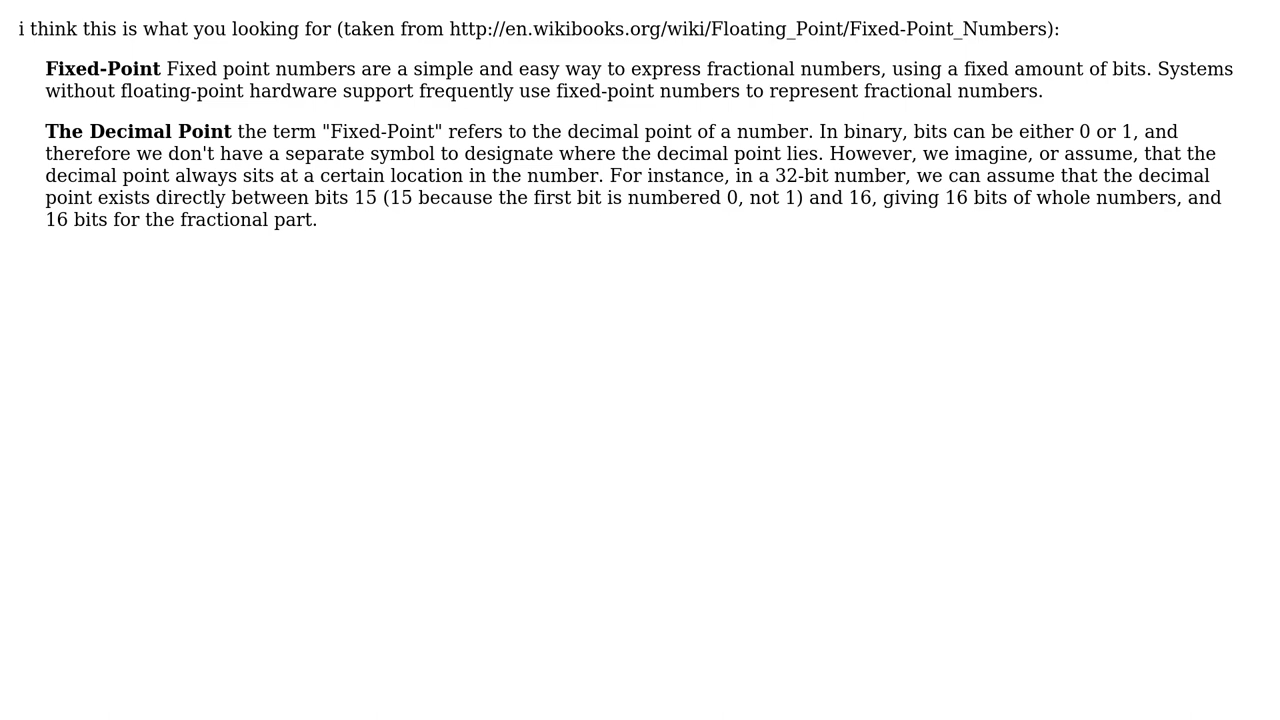 i think this is what you looking for (taken from http://en.wikibooks.org/wiki/Floating_Point/Fixed-Point_Numbers):
Fixed-Point Fixed point numbers are a simple and easy way to express fractional numbers, using a fixed amount of bits. Systems
without floating-point hardware support frequently use fixed-point numbers to represent fractional numbers.
The Decimal Point the term "Fixed-Point" refers to the decimal point of a number. In binary, bits can be either 0 or 1, and
therefore we don't have a separate symbol to designate where the decimal point lies. However, we imagine, or assume, that the
decimal point always sits at a certain location in the number. For instance, in a 32-bit number, we can assume that the decimal
point exists directly between bits 15 (15 because the first bit is numbered 0, not 1) and 16, giving 16 bits of whole numbers, and
16 bits for the fractional part.